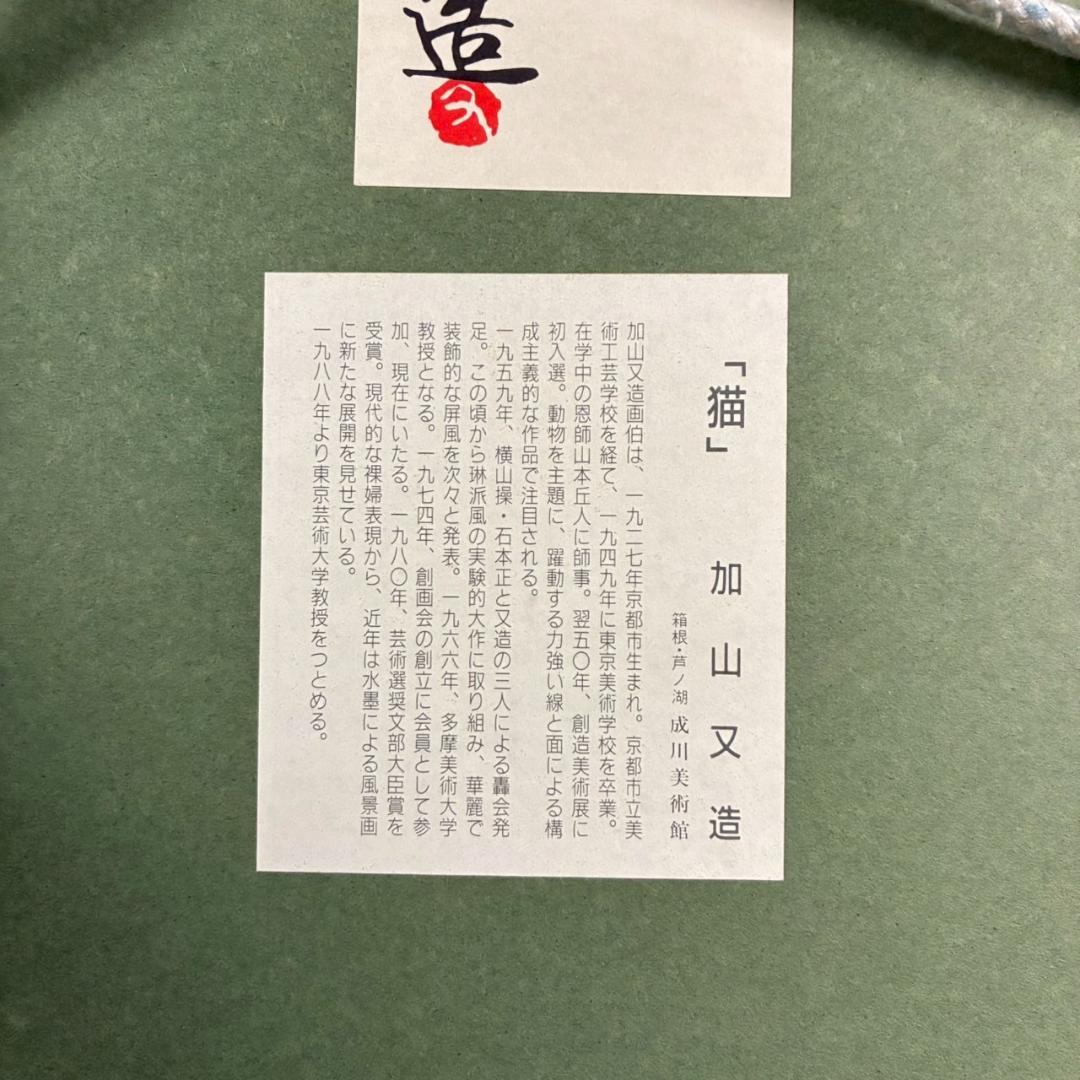 造
又
「猫」 加山又造
箱根・芦ノ湖 成川美術館
加山又造画伯は、一九二七年京都市生まれ。京都市立美
術工芸学校を経て、一九四九年に東京美術学校を卒業。
在学中の恩師山本丘人に師事。翌五〇年、創造美術展に
初入選。動物を主題に、躍動する力強い線と面による構
成主義的な作品で注目される。
一九五九年、横山操・石本正と又造の三人による轟会発
足。この頃から琳派風の実験的大作に取り組み、華麗で
装飾的な屏風を次々と発表。一九六六年、多摩美術大学
教授となる。一九七四年、創画会の創立に会員として参
加、現在にいたる。一九八〇年、芸術選奨文部大臣賞を
受賞。現代的な裸婦表現から、近年は水墨による風景画
に新たな展開を見せている。
一九八八年より東京芸術大学教授をつとめる。